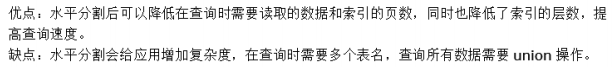 优点：水平分割后可以降低在查询时需要读取的数据和索引的页数，同时也降低了索引的层数，提
高查询速度。
缺点：水平分割会给应用增加复杂度，在查询时需要多个表名，查询所有数据需要 union 操作。